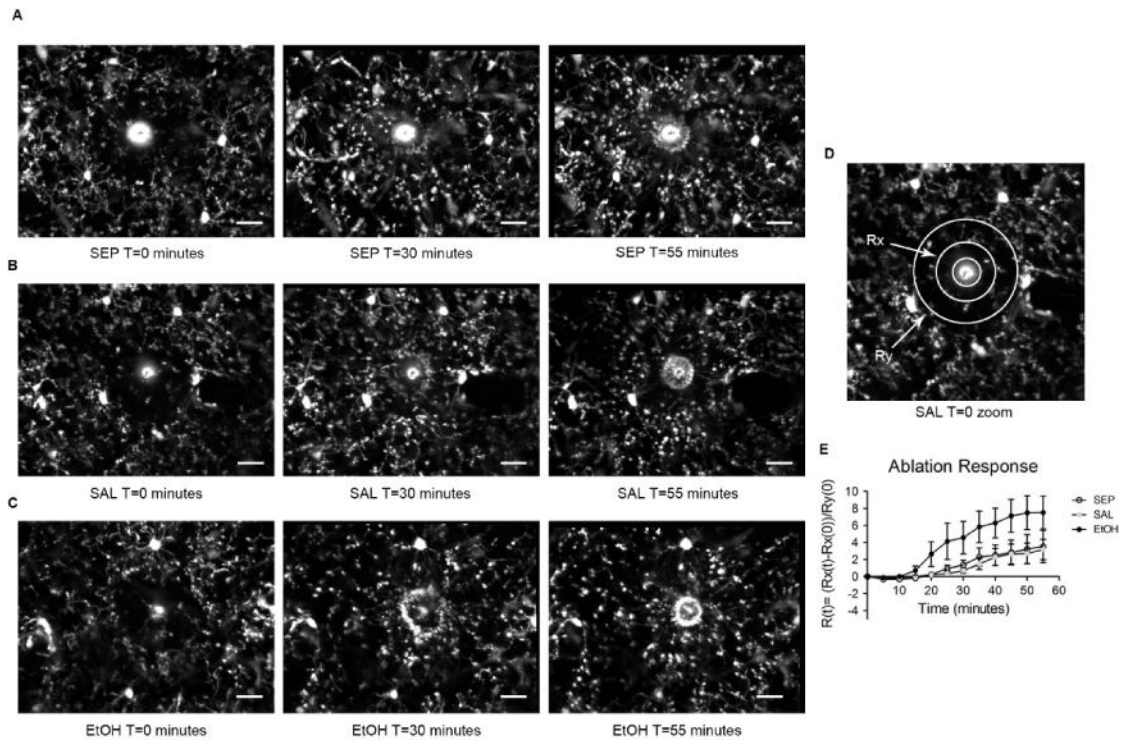 A
SEP T=0 minutes
SEP T=30 minutes
SEP T=55 minutes
B
SAL T=0 minutes
SAL T=30 minutes
SAL T=55 minutes
C
EtOH T=0 minutes
EtOH T=30 minutes
EtOH T=55 minutes
D
Rx
Ry
SAL T=0 zoom
E
Ablation Response
R(t)= (Rx(t)-Rx(0))/Ry(0)
10
8
6
4
2
0
-2
-4
10 20 30 40 50 60
Time (minutes)
SEP
SAL
EtOH